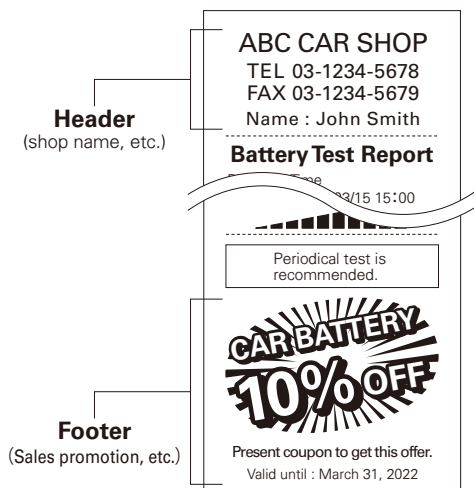 ABC CAR SHOP
TEL 03-1234-5678
FAX 03-1234-5679
Name : John Smith
Header
(shop name, etc.)
Battery Test Report
03/15 15:00
Periodical test is
recommended.
CAR BATTERY
10% OFF
Footer
(Sales promotion, etc.)
Present coupon to get this offer.
Valid until : March 31, 2022